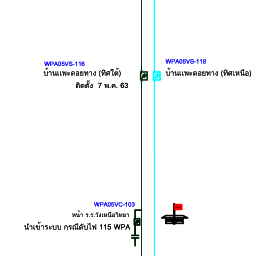 WPA05VS-116
บ้านแพะดอยทาง (ทิศใต้)
ติดตั้ง 7 พ.ค. 63
WPA05VS-118
บ้านแพะดอยทาง (ทิศเหนือ)
WPA05VC-103
หน้า ร.ร.วังเหนือวิทยา
นำเข้าระบบ กรณีดับไฟ 115 WPA